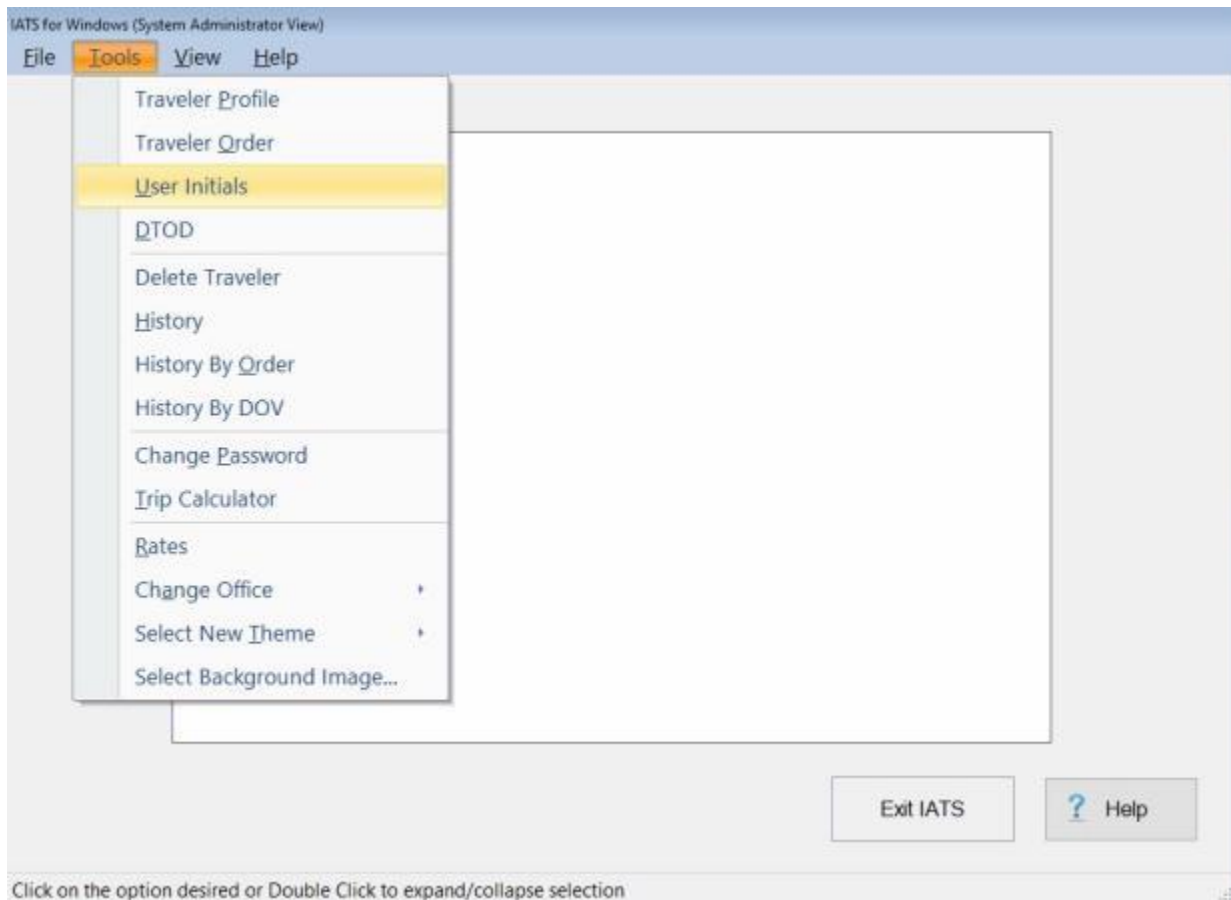 IATS for Windows (System Administrator View)
File Tools View Help
Traveler Profile
Traveler Order
User Initials
DTOD
Delete Traveler
History
History By Order
History By DOV
Change Password
Trip Calculator
Rates
Change Office
Select New Theme
Select Background Image...
Exit IATS ? Help
Click on the option desired or Double Click to expand/collapse selection